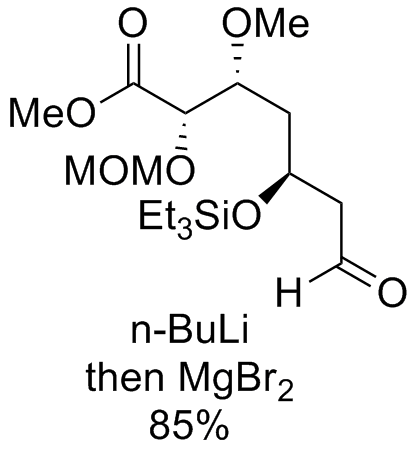 O
OMe
MeO
MOMO
Et₃SiO
H
O
n-BuLi
then MgBr₂
85%